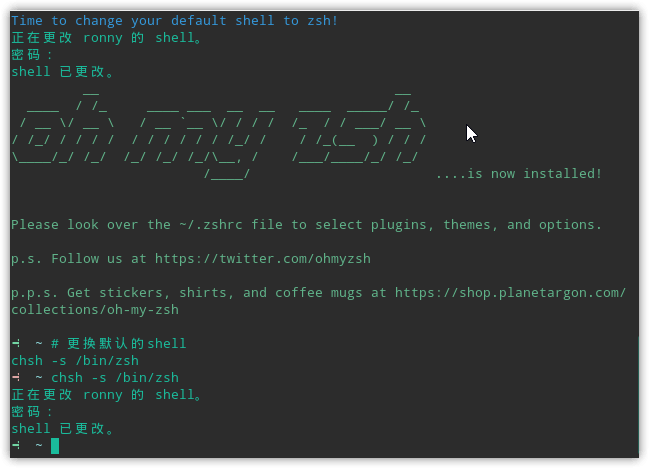 Time to change your default shell to zsh!
正在更改 ronny 的 shell。
密码：
shell 已更改。
         __                                     __
  ____  / /_     ____ ___  __  __   ____  _____/ /_
 / __ \/ __ \   / __ `__ \/ / / /  /_  / / ___/ __ \
/ /_/ / / / /  / / / / / / /_/ /    / /_(__  ) / / /
\____/_/ /_/  /_/ /_/ /_/\__, /    /___/____/_/ /_/
                        /____/                       ....is now installed!
Please look over the ~/.zshrc file to select plugins, themes, and options.
p.s. Follow us at https://twitter.com/ohmyzsh
p.p.s. Get stickers, shirts, and coffee mugs at https://shop.planetargon.com/
collections/oh-my-zsh
➜  ~ # 更换默认的shell
chsh -s /bin/zsh
➜  ~ chsh -s /bin/zsh
正在更改 ronny 的 shell。
密码：
shell 已更改。
➜  ~